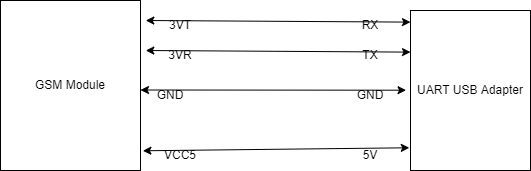 3VT RX
3VR TX
GSM Module
UART USB Adapter
GND GND
VCC5 5V